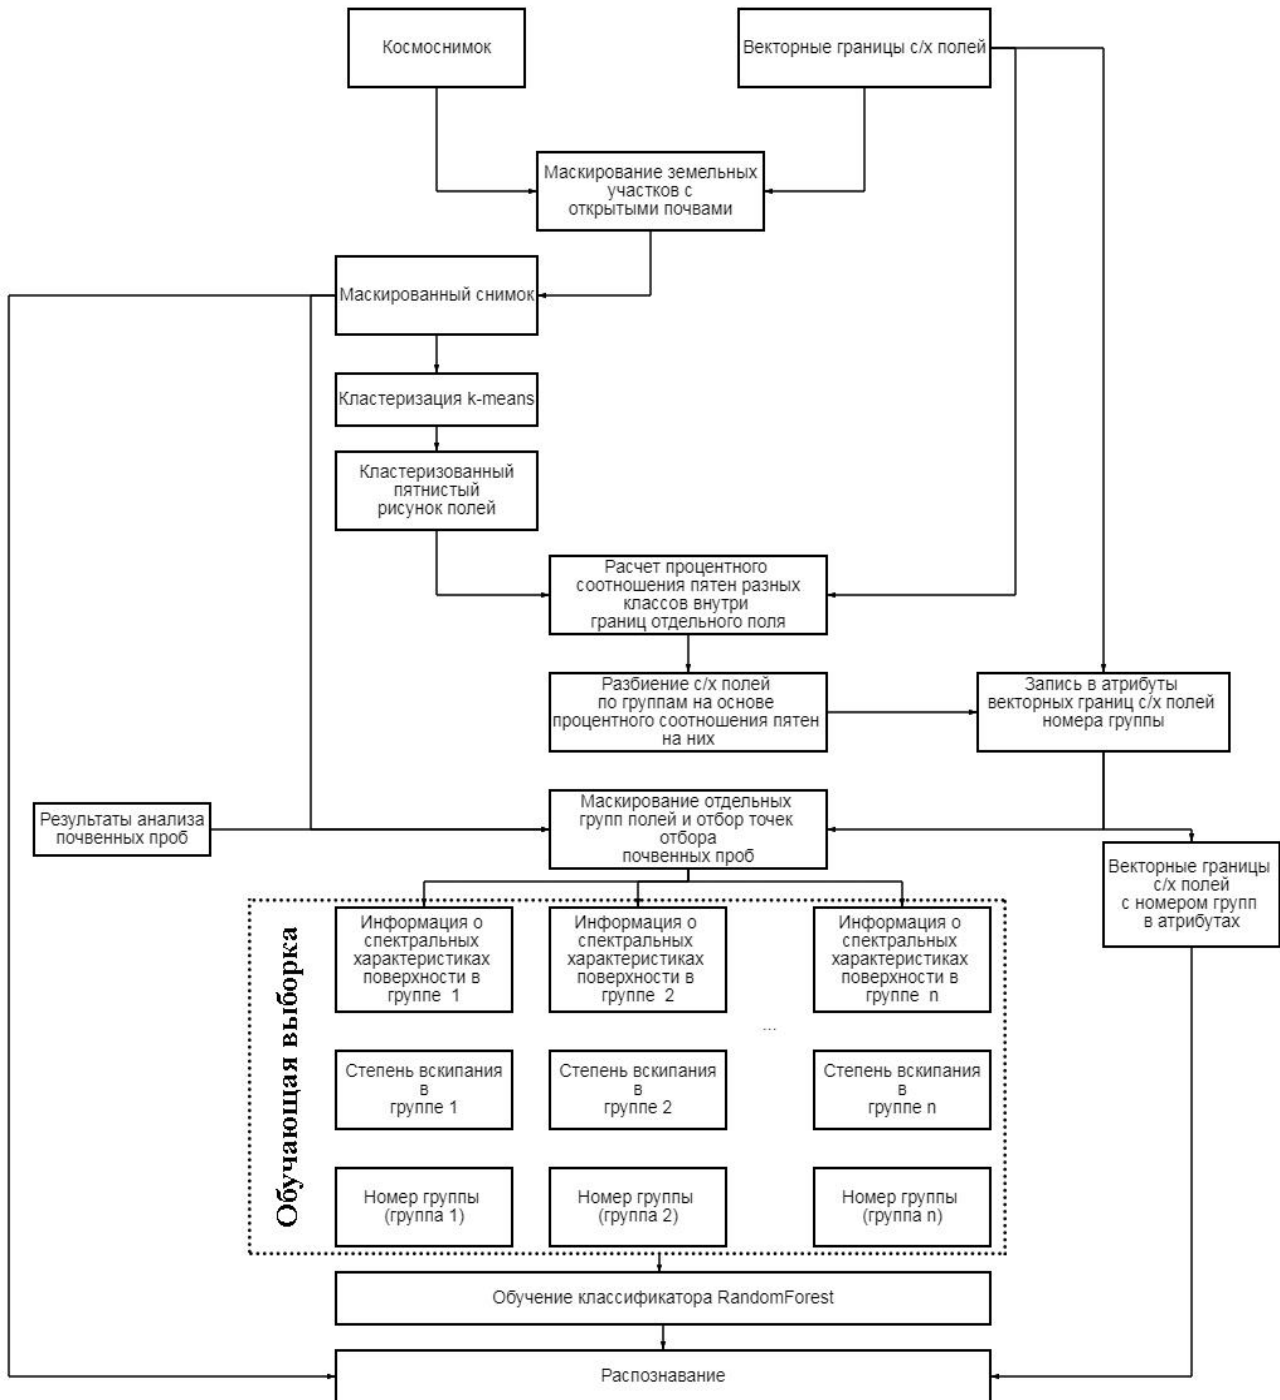 Космоснимок
Векторные границы с/х полей
Маскирование земельных
участков с
открытыми почвами
Маскированный снимок
Кластеризация k-means
Кластеризованный
пятнистый
рисунок полей
Расчет процентного
соотношения пятен разных
классов внутри
границ отдельного поля
Разбиение с/х полей
по группам на основе
процентного соотношения пятен
на них
Запись в атрибуты
векторных границ с/х полей
номера группы
Результаты анализа
почвенных проб
Маскирование отдельных
групп полей и отбор точек
отбора
почвенных проб
Векторные границы
с/х полей
с номером групп
в атрибутах
Обучающая выборка
Информация о
спектральных
характеристиках
поверхности в
группе 1
Информация о
спектральных
характеристиках
поверхности в
группе 2
Информация о
спектральных
характеристиках
поверхности в
группе n
...
Степень вскипания
в
группе 1
Степень вскипания
в
группе 2
Степень вскипания
в
группе n
Номер группы
(группа 1)
Номер группы
(группа 2)
Номер группы
(группа n)
Обучение классификатора RandomForest
Распознавание